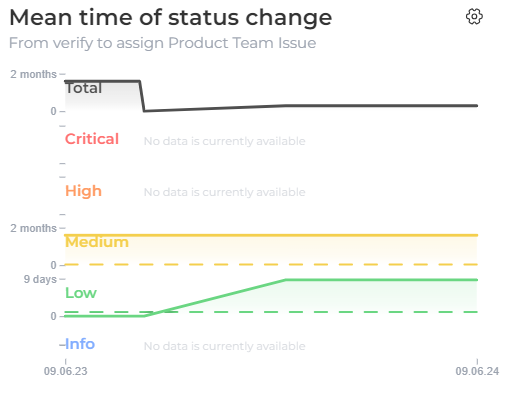 Mean time of status change
From verify to assign Product Team Issue
2 months
Total
0
Critical
No data is currently available
High
No data is currently available
2 months
Medium
0
9 days
Low
0
Info
No data is currently available
09.06.23
09.06.24